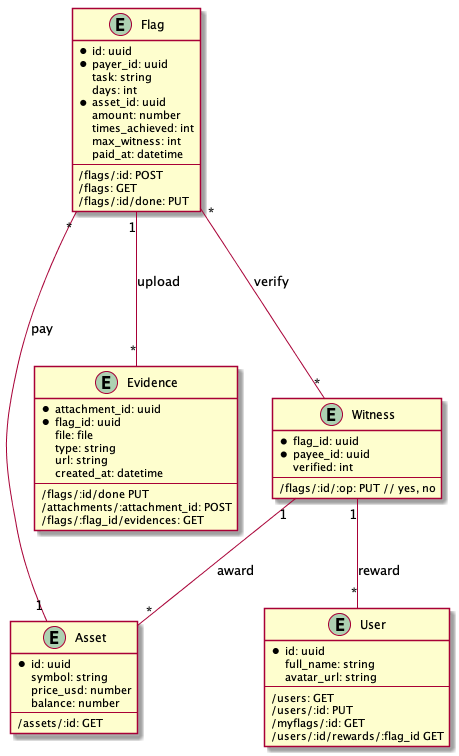 E Flag
id: uuid
payer_id: uuid
task: string
days: int
asset_id: uuid
amount: number
times_achieved: int
max_witness: int
paid_at: datetime
/flags/:id: POST
/flags: GET
/flags/:id/done: PUT
* 1 *
pay
upload
verify
* *
E Evidence
attachment_id: uuid
flag_id: uuid
file: file
type: string
url: string
created_at: datetime
/flags/:id/done PUT
/attachments/:attachment_id: POST
/flags/:flag_id/evidences: GET
E Witness
flag_id: uuid
payee_id: uuid
verified: int
/flags/:id/:op: PUT // yes, no
1 1
award
reward
1 * *
E Asset
id: uuid
symbol: string
price_usd: number
balance: number
/assets/:id: GET
E User
id: uuid
full_name: string
avatar_url: string
/users: GET
/users/:id: PUT
/myflags/:id: GET
/users/:id/rewards/:flag_id GET